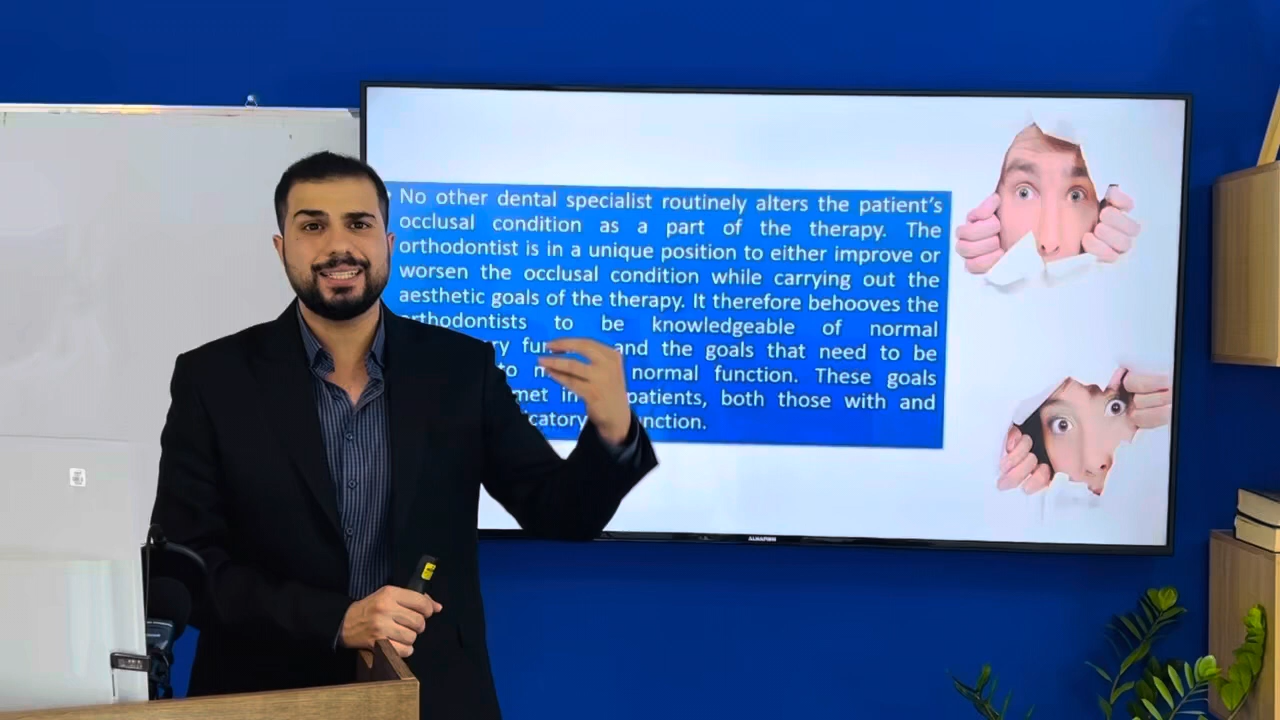 No other dental specialist routinely alters the patient's
occlusal condition as a part of the therapy. The
orthodontist is in a unique position to either improve or
worsen the occlusal condition while carrying out the
aesthetic goals of the therapy. It therefore behooves the
orthodontists to be knowledgeable of normal
and the goals that need to be
to normal function. These goals
met in patients, both those with and